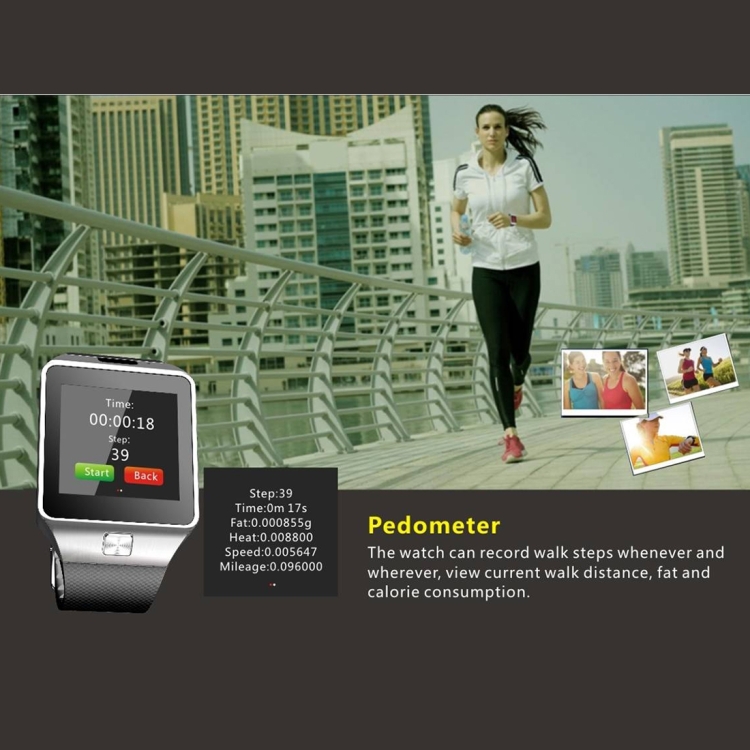 Time:
00:00:18
Step:
39
Start Back
Step:39
Time:0m 17s
Fat:0.000855g
Heat:0.008800
Speed:0.005647
Mileage:0.096000
Pedometer
The watch can record walk steps whenever and
wherever, view current walk distance, fat and
calorie consumption.